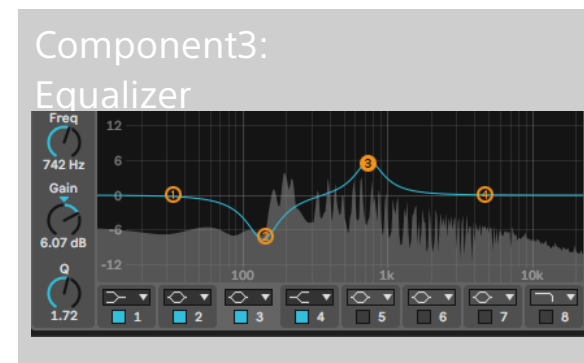 Component3:
Equalizer
Freq
742 Hz
Gain
6.07 dB
Q
1.72
12
6
0
-6
-12
100 1k 10k
1 2 3 4
1 2 3 4 5 6 7 8